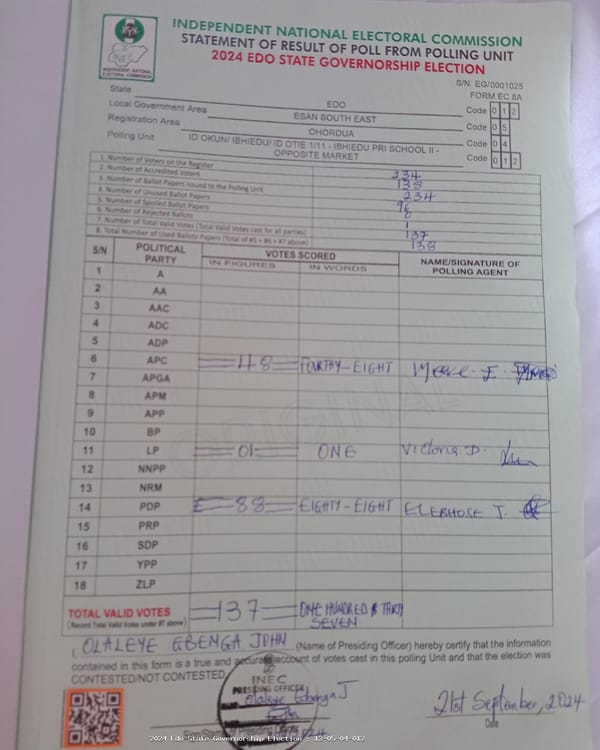 INDEPENDENT NATIONAL ELECTORAL COMMISSION
STATEMENT OF RESULT OF POLL FROM POLLING UNIT
2024 EDO STATE GOVERNORSHIP ELECTION
INEC
INDEPENDENT NATIONAL ELECTORAL COMMISSION
S/N: EG/0001025
FORM EC 8A
State EDO Code 0 1 2
Local Government Area ESAN SOUTH EAST Code 0 5
Registration Area OHORDUA Code 0 4
Polling Unit ID OKUN/ IBHIEDU/ ID OTIE 1/11 - IBHIEDU PRI SCHOOL II - OPPOSITE MARKET Code 0 1 2
1. Number of Voters on the Register 234
2. Number of Accredited Voters 138
3. Number of Ballot Papers Issued to the Polling Unit 234
4. Number of Unused Ballot Papers 96
5. Number of Spoiled Ballot Papers
6. Number of Rejected Ballots 1
7. Number of Total Valid Votes (Total Valid Votes cast for all parties) 137
8. Total Number of Used Ballots Papers (Total of #5 + #6 + #7 above) 138
S/N POLITICAL PARTY VOTES SCORED NAME/SIGNATURE OF POLLING AGENT
IN FIGURES IN WORDS
1 A
2 AA
3 AAC
4 ADC
5 ADP
6 APC 48 FOURTHY-EIGHT
7 APGA
8 APM
9 APP
10 BP
11 LP 01 ONE Victoria D.
12 NNPP
13 NRM
14 PDP 88 EIGHTY-EIGHT ELEBHOSE J.
15 PRP
16 SDP
17 YPP
18 ZLP
TOTAL VALID VOTES 137 ONE HUNDRED & THIRTY SEVEN
(Record Total Valid Votes under #7 above)
I, OLALEYE GBENGA JOHN (Name of Presiding Officer) hereby certify that the information
contained in this form is a true and accurate account of votes cast in this polling Unit and that the election was
CONTESTED/NOT CONTESTED
INEC
PRESIDING OFFICER
Olaleye Gbenga J
21st September, 2024
Date
2024 Edo State Governorship Election : 12-05-04-012